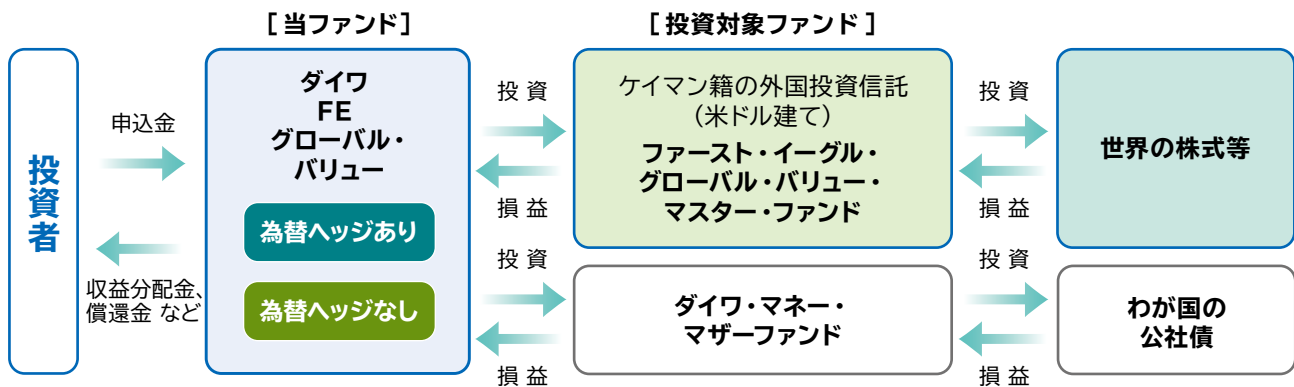 [ 当ファンド ]
[ 投資対象ファンド ]
投資者
申込金
収益分配金、
償還金 など
ダイワ
FE
グローバル・
バリュー
為替ヘッジあり
為替ヘッジなし
投 資
損 益
投 資
損 益
ケイマン籍の外国投資信託
(米ドル建て)
ファースト・イーグル・
グローバル・バリュー・
マスター・ファンド
ダイワ・マネー・
マザーファンド
投 資
損 益
投 資
損 益
世界の株式等
わが国の
公社債